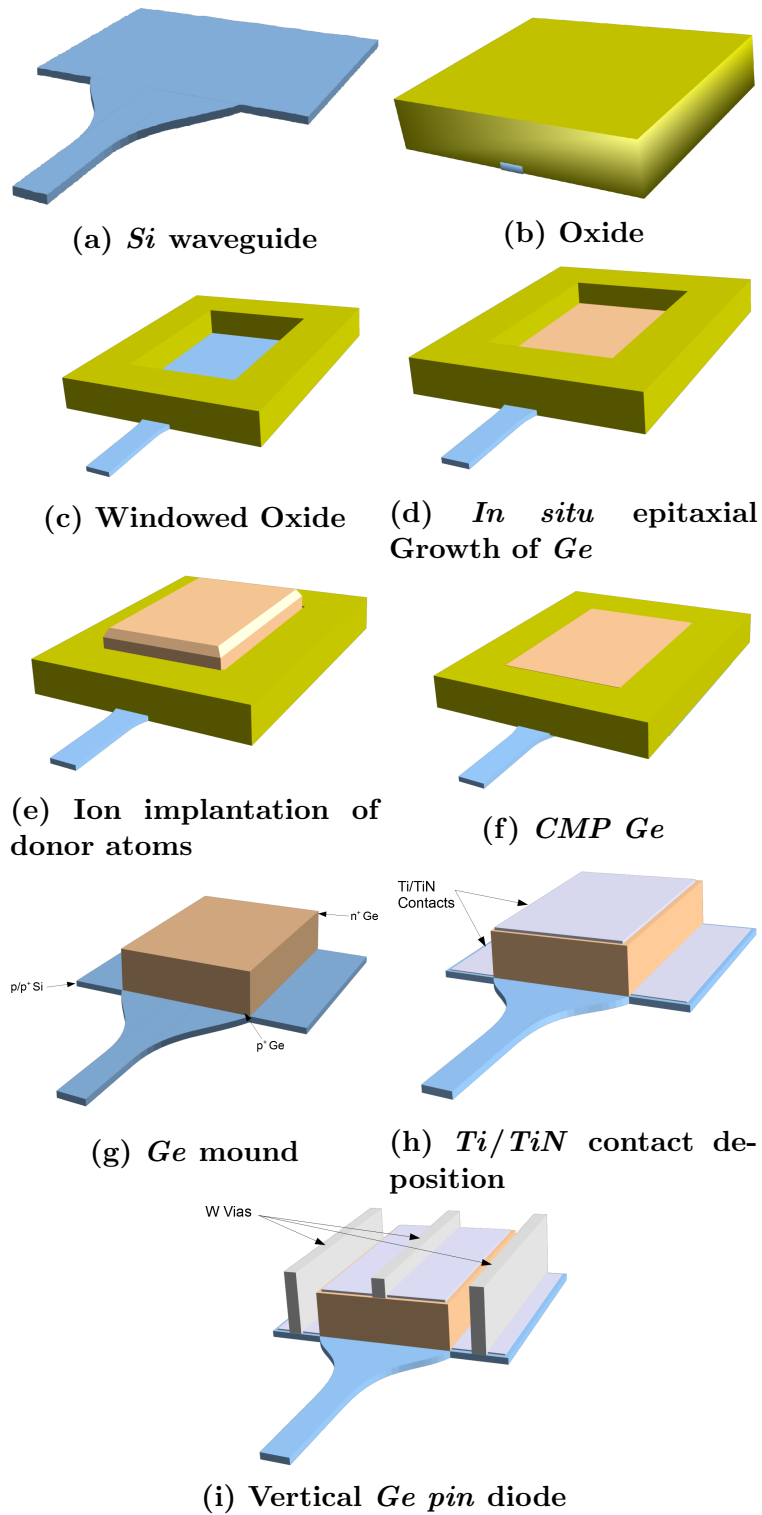 (a) Si waveguide
(b) Oxide
(c) Windowed Oxide
(d) In situ epitaxial
Growth of Ge
(e) Ion implantation of
donor atoms
(f) CMP Ge
n⁺ Ge
p/p⁺ Si
p⁺ Ge
(g) Ge mound
Ti/TiN
Contacts
(h) Ti/TiN contact de-
position
W Vias
(i) Vertical Ge pin diode